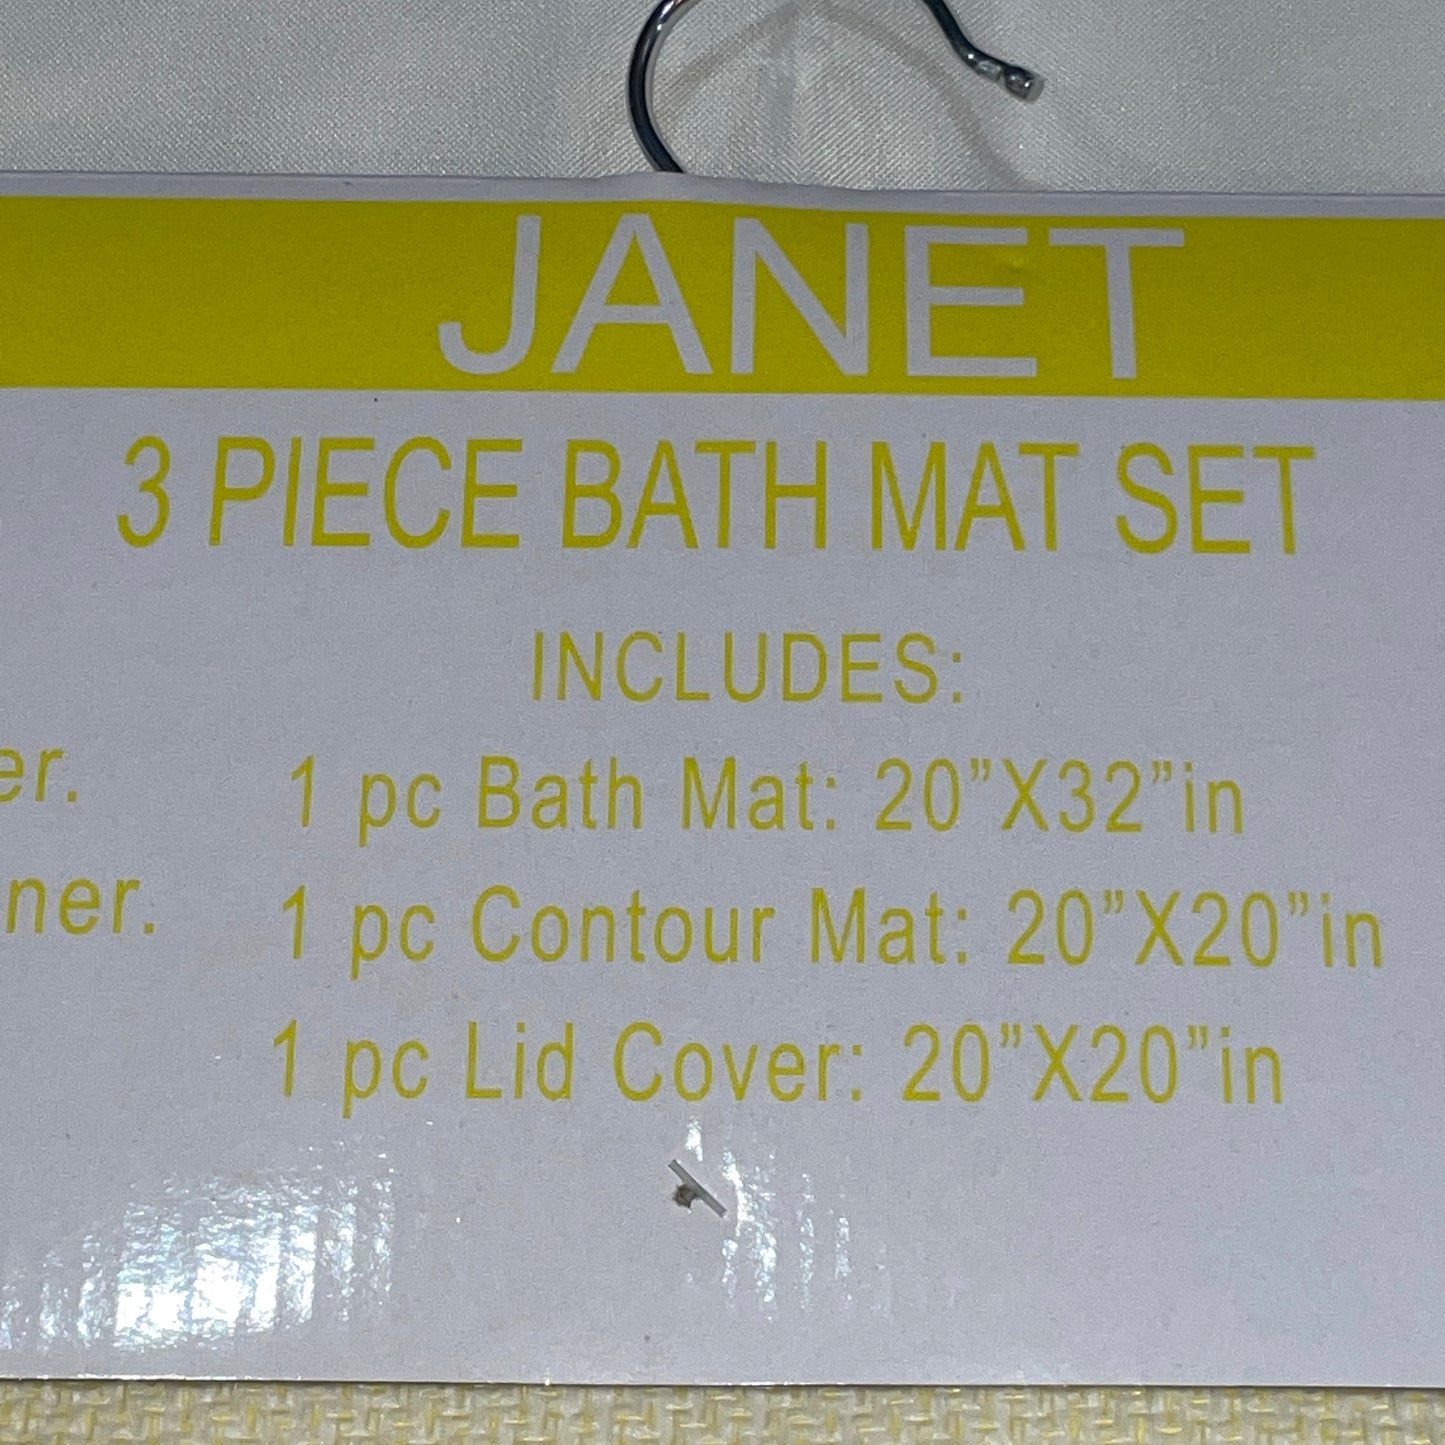 JANET
3 PIECE BATH MAT SET
INCLUDES:
er.
1 pc Bath Mat: 20”X32”in
ner.
1 pc Contour Mat: 20”X20”in
1 pc Lid Cover: 20”X20”in